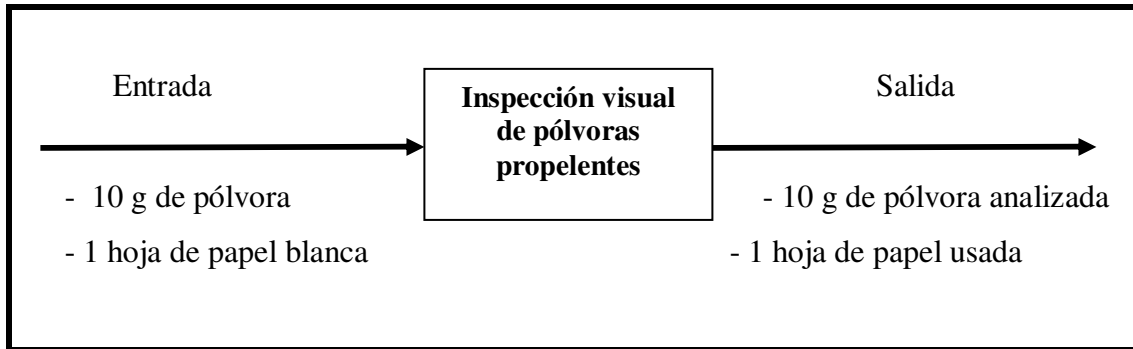 Entrada
Inspección visual
de pólvoras
propelentes
Salida
- 10 g de pólvora
- 1 hoja de papel blanca
- 10 g de pólvora analizada
- 1 hoja de papel usada